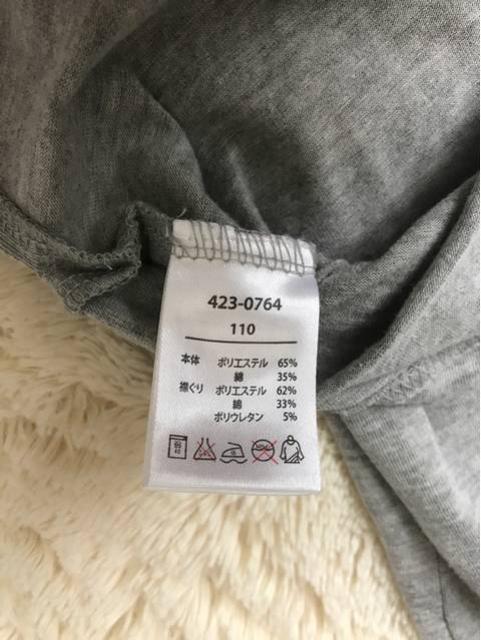 423-0764
110
本体 ポリエステル 65%
綿 35%
襟ぐり ポリエステル 62%
綿 33%
ポリウレタン 5%